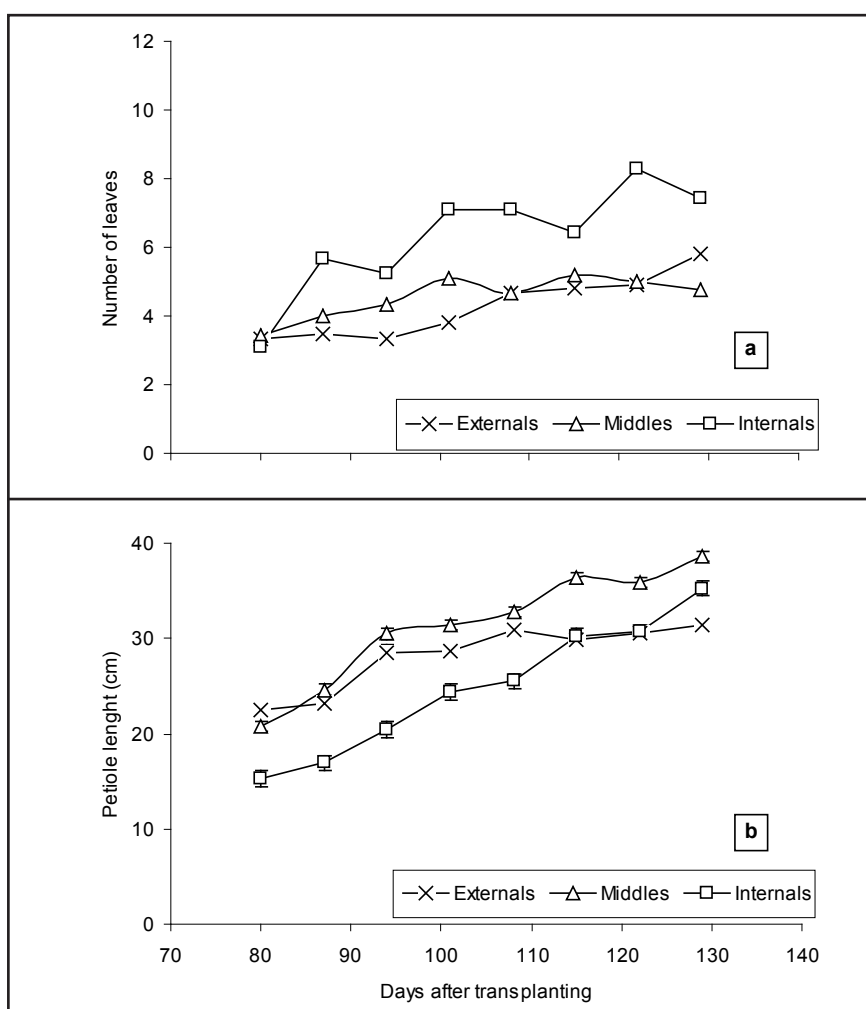 12
10
8
6
4
2
0
Number of leaves
a
Externals Middles Internals
40
30
20
10
0
Petiole lenght (cm)
b
Externals Middles Internals
70 80 90 100 110 120 130 140
Days after transplanting